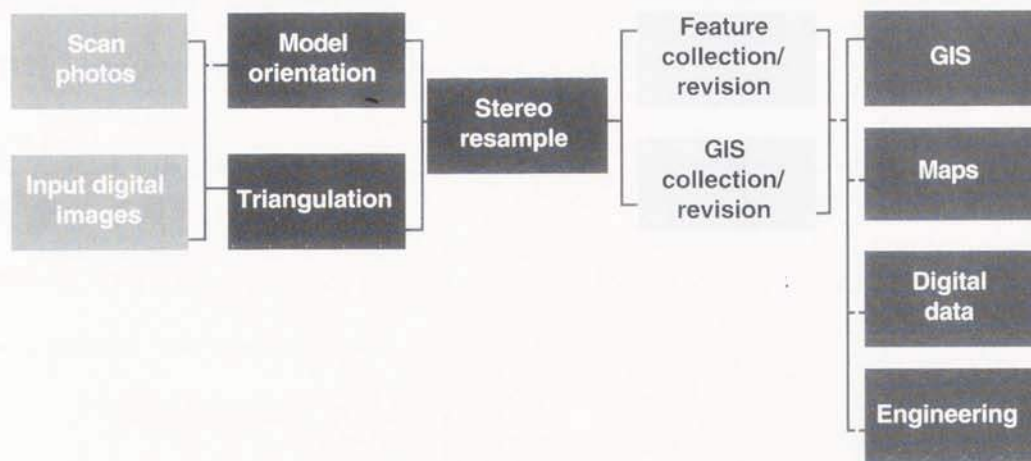 Scan
photos
Input digital
images
Model
orientation
Triangulation
Stereo
resample
Feature
collection/
revision
GIS
collection/
revision
GIS
Maps
Digital
data
Engineering